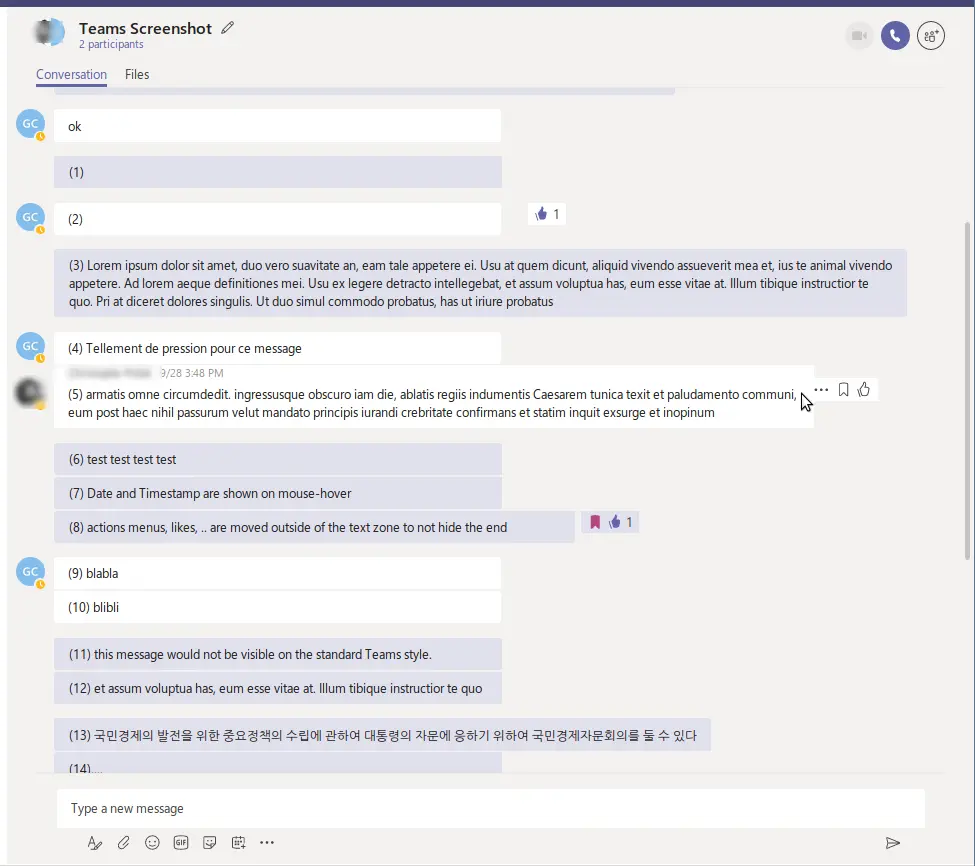 Teams Screenshot
2 participants
Conversation Files
GC
ok
(1)
GC
(2)
1
(3) Lorem ipsum dolor sit amet, duo vero suavitate an, eam tale appetere ei. Usu at quem dicunt, aliquid vivendo assueverit mea et, ius te animal vivendo
appetere. Ad lorem aeque definitiones mei. Usu ex legere detracto intellegebat, et assum voluptua has, eum esse vitae at. Illum tibique instructior te
quo. Pri at diceret dolores singulis. Ut duo simul commodo probatus, has ut iriure probatus
GC
(4) Tellement de pression pour ce message
9/28 3:48 PM
(5) armatis omne circumdedit. ingressusque obscuro iam die, ablatis regiis indumentis Caesarem tunica texit et paludamento communi,
eum post haec nihil passurum velut mandato principis iurandi crebritate confirmans et statim inquit exsurge et inopinum
(6) test test test test
(7) Date and Timestamp are shown on mouse-hover
(8) actions menus, likes, .. are moved outside of the text zone to not hide the end
1
GC
(9) blabla
(10) blibli
(11) this message would not be visible on the standard Teams style.
(12) et assum voluptua has, eum esse vitae at. Illum tibique instructior te quo
(13) 국민경제의 발전을 위한 중요정책의 수립에 관하여 대통령의 자문에 응하기 위하여 국민경제자문회의를 둘 수 있다
(14)....
Type a new message
GIF